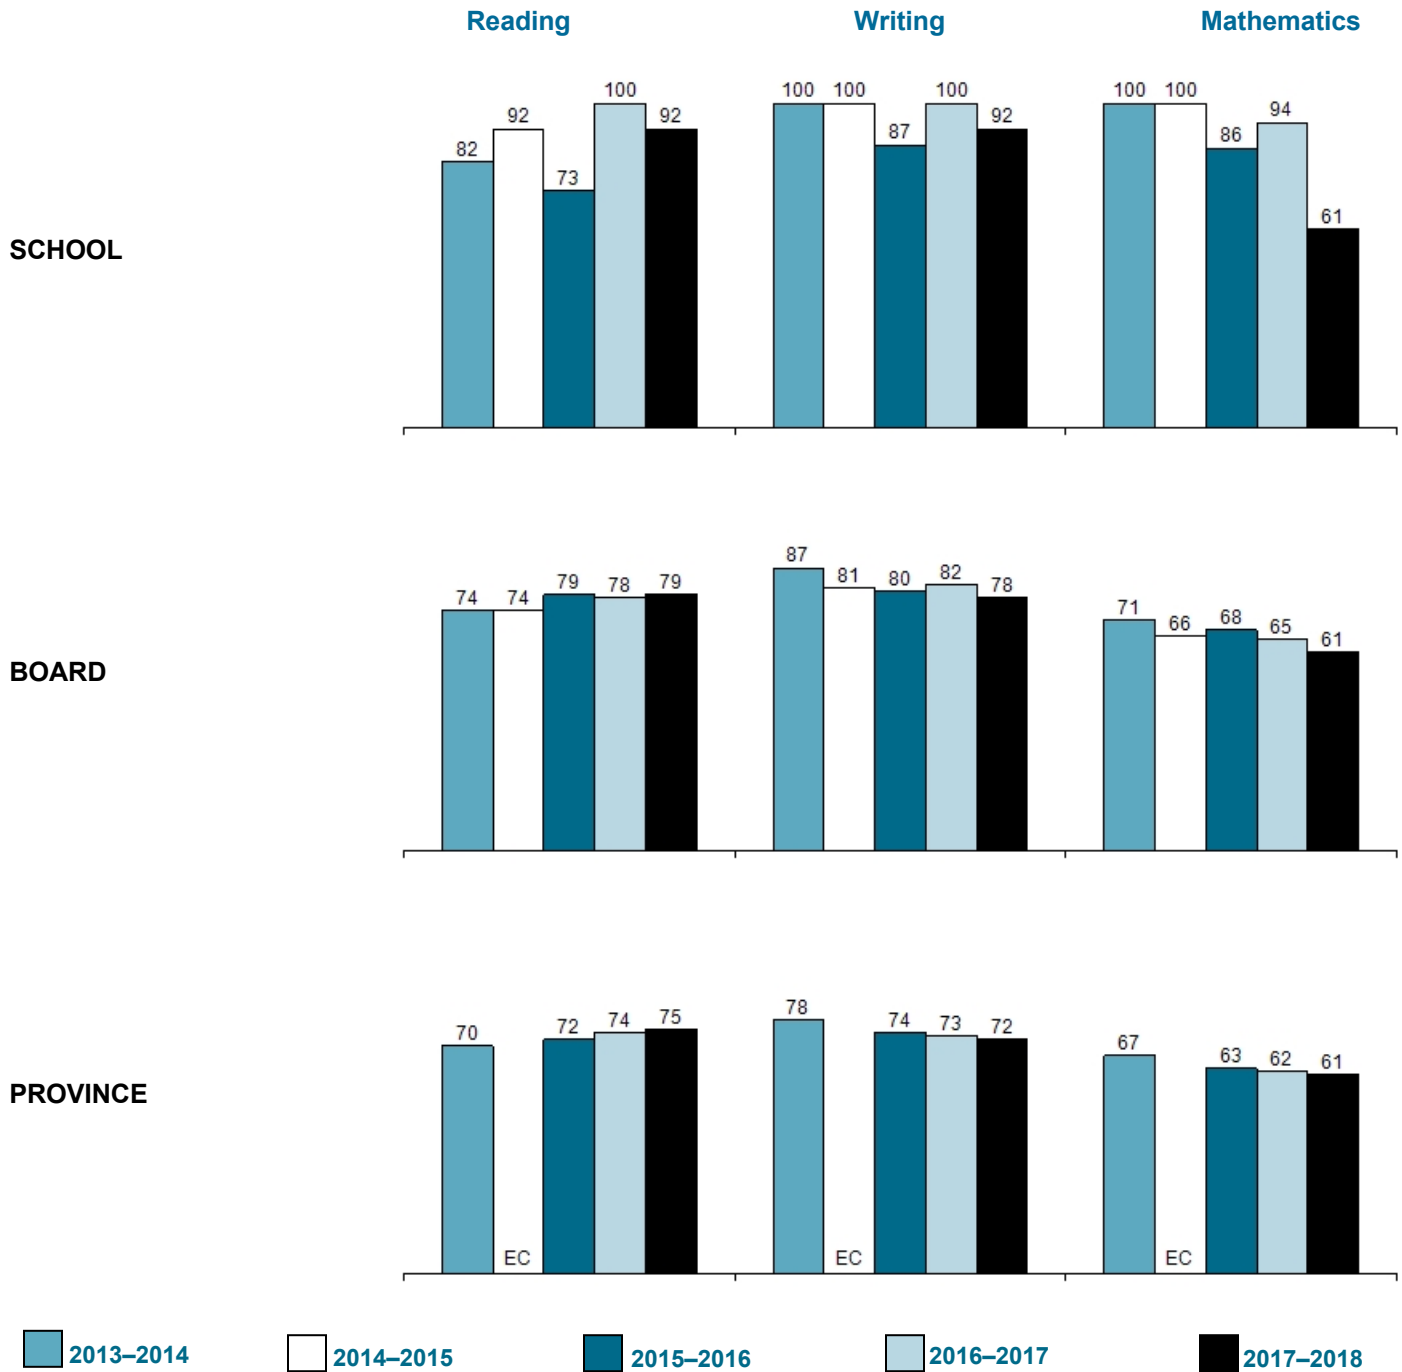 Reading Writing Mathematics
100 100 100 100 100 100
92 92 92 94
82 87 86
73
61
SCHOOL
87
74 74 79 78 79 81 80 82 78 71 66 68 65 61
BOARD
70 72 74 75 78 74 73 72 67 63 62 61
PROVINCE
EC EC EC
2013–2014 2014–2015 2015–2016 2016–2017 2017–2018